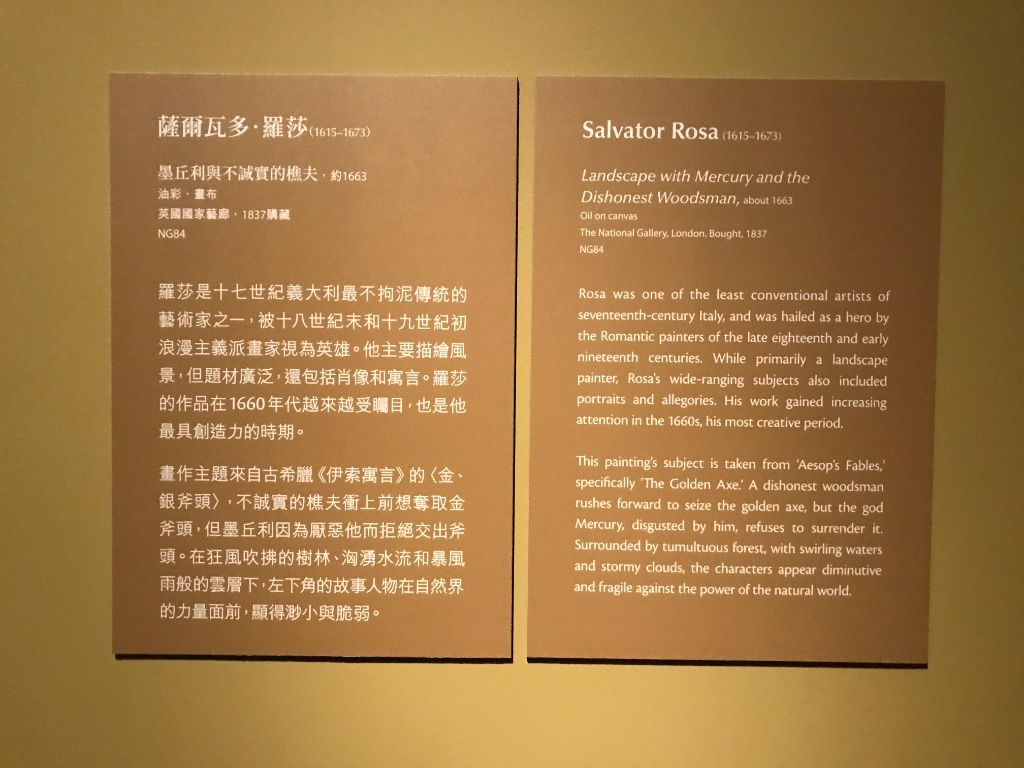 薩爾瓦多·羅莎(1615–1673)
墨丘利與不誠實的樵夫，約1663
油彩、畫布
英國國家藝廊，1837購藏
NG84
羅莎是十七世紀義大利最不拘泥傳統的
藝術家之一，被十八世紀末和十九世紀初
浪漫主義派畫家視為英雄。他主要描繪風
景，但題材廣泛，還包括肖像和寓言。羅莎
的作品在1660年代越來越受矚目，也是他
最具創造力的時期。
畫作主題來自古希臘《伊索寓言》的〈金、
銀斧頭〉，不誠實的樵夫衝上前想奪取金
斧頭，但墨丘利因為厭惡他而拒絕交出斧
頭。在狂風吹拂的樹林、洶湧水流和暴風
雨般的雲層下，左下角的故事人物在自然界
的力量面前，顯得渺小與脆弱。
Salvator Rosa (1615–1673)
Landscape with Mercury and the
Dishonest Woodsman, about 1663
Oil on canvas
The National Gallery, London. Bought, 1837
NG84
Rosa was one of the least conventional artists of
seventeenth-century Italy, and was hailed as a hero by
the Romantic painters of the late eighteenth and early
nineteenth centuries. While primarily a landscape
painter, Rosa's wide-ranging subjects also included
portraits and allegories. His work gained increasing
attention in the 1660s, his most creative period.
This painting's subject is taken from 'Aesop's Fables,'
specifically 'The Golden Axe.' A dishonest woodsman
rushes forward to seize the golden axe, but the god
Mercury, disgusted by him, refuses to surrender it.
Surrounded by tumultuous forest, with swirling waters
and stormy clouds, the characters appear diminutive
and fragile against the power of the natural world.